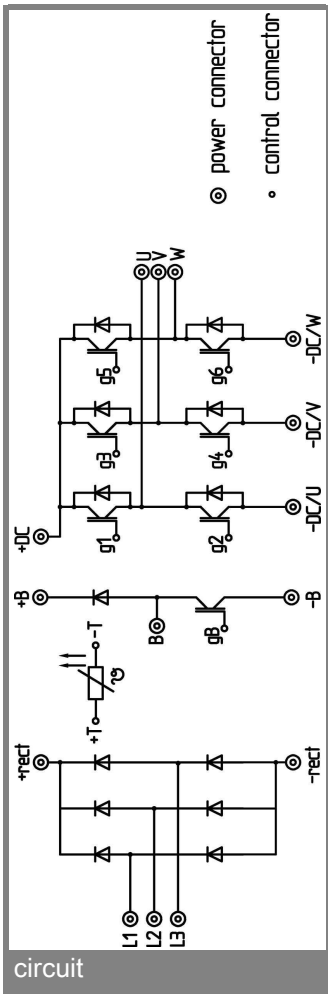 power connector
control connector
U
V
W
+DC
g1
g3
g5
g2
g4
g6
-DC/U
-DC/V
-DC/W
+B
B
gB
-B
+T
-T
ϑ
+rect
-rect
L1
L2
L3
circuit